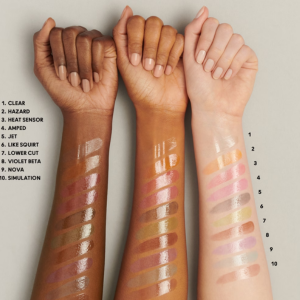 1. CLEAR
2. HAZARD
3. HEAT SENSOR
4. AMPED
5. JET
6. LIKE SQUIRT
7. LOWER CUT
8. VIOLET BETA
9. NOVA
10. SIMULATION
1
2
3
4
5
6
7
8
9
10